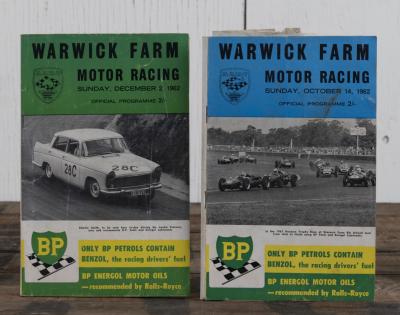 WARWICK FARM
MOTOR RACING
SUNDAY, DECEMBER 2, 1962
OFFICIAL PROGRAMME 2/-
28C
28C
BP
ONLY BP PETROLS CONTAIN
BENZOL, the racing drivers' fuel
BP ENERGOL MOTOR OILS
—recommended by Rolls-Royce
WARWICK FARM
MOTOR RACING
SUNDAY, OCTOBER 14, 1962
OFFICIAL PROGRAMME 2/-
BP
ONLY BP PETROLS CONTAIN
BENZOL, the racing drivers' fuel
BP ENERGOL MOTOR OILS
—recommended by Rolls-Royce